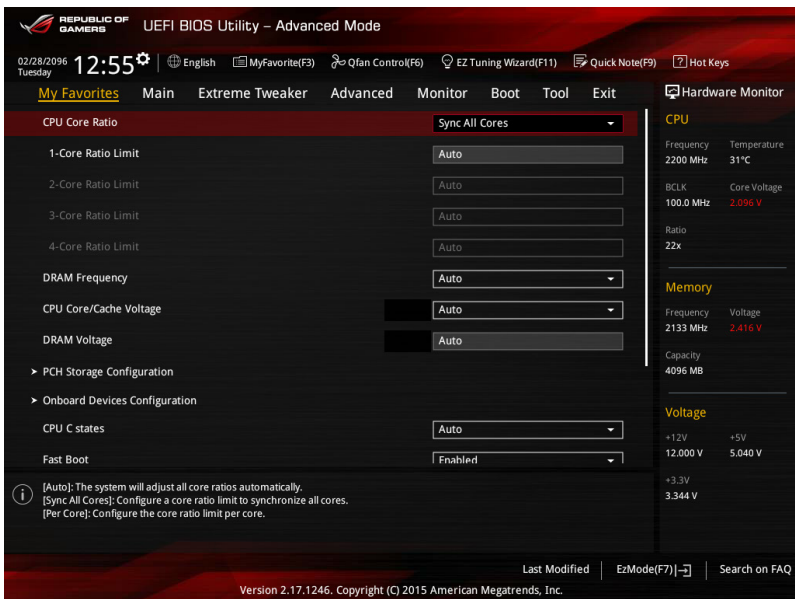 REPUBLIC OF
GAMERS
UEFI BIOS Utility – Advanced Mode
02/28/2096
Tuesday
12:55
English
MyFavorite(F3)
Qfan Control(F6)
EZ Tuning Wizard(F11)
Quick Note(F9)
? Hot Keys
My Favorites
Main
Extreme Tweaker
Advanced
Monitor
Boot
Tool
Exit
CPU Core Ratio
Sync All Cores
1-Core Ratio Limit
Auto
2-Core Ratio Limit
Auto
3-Core Ratio Limit
Auto
4-Core Ratio Limit
Auto
DRAM Frequency
Auto
CPU Core/Cache Voltage
Auto
DRAM Voltage
Auto
> PCH Storage Configuration
> Onboard Devices Configuration
CPU C states
Auto
Fast Boot
Enabled
Hardware Monitor
CPU
Frequency Temperature
2200 MHz 31°C
BCLK Core Voltage
100.0 MHz 2.096 V
Ratio
22x
Memory
Frequency Voltage
2133 MHz 2.416 V
Capacity
4096 MB
Voltage
+12V +5V
12.000 V 5.040 V
+3.3V
3.344 V
i
[Auto]: The system will adjust all core ratios automatically.
[Sync All Cores]: Configure a core ratio limit to synchronize all cores.
[Per Core]: Configure the core ratio limit per core.
Last Modified
EzMode(F7)
Search on FAQ
Version 2.17.1246. Copyright (C) 2015 American Megatrends, Inc.